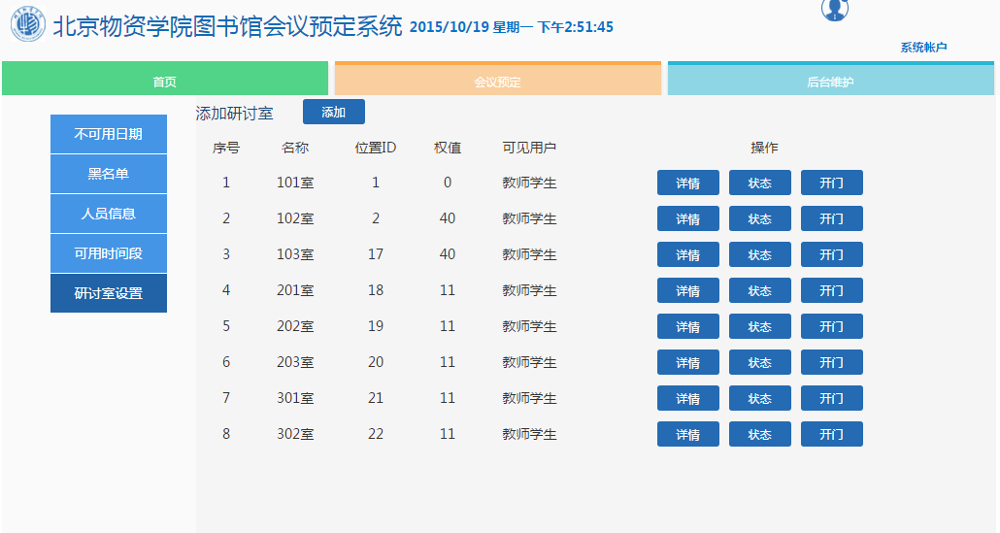 北京物资学院图书馆会议预定系统 2015/10/19 星期一 下午2:51:45
系统帐户
首页 会议预定 后台维护
不可用日期
黑名单
人员信息
可用时间段
研讨室设置
添加研讨室 添加
序号 名称 位置ID 权值 可见用户 操作
1 101室 1 0 教师学生 详情 状态 开门
2 102室 2 40 教师学生 详情 状态 开门
3 103室 17 40 教师学生 详情 状态 开门
4 201室 18 11 教师学生 详情 状态 开门
5 202室 19 11 教师学生 详情 状态 开门
6 203室 20 11 教师学生 详情 状态 开门
7 301室 21 11 教师学生 详情 状态 开门
8 302室 22 11 教师学生 详情 状态 开门